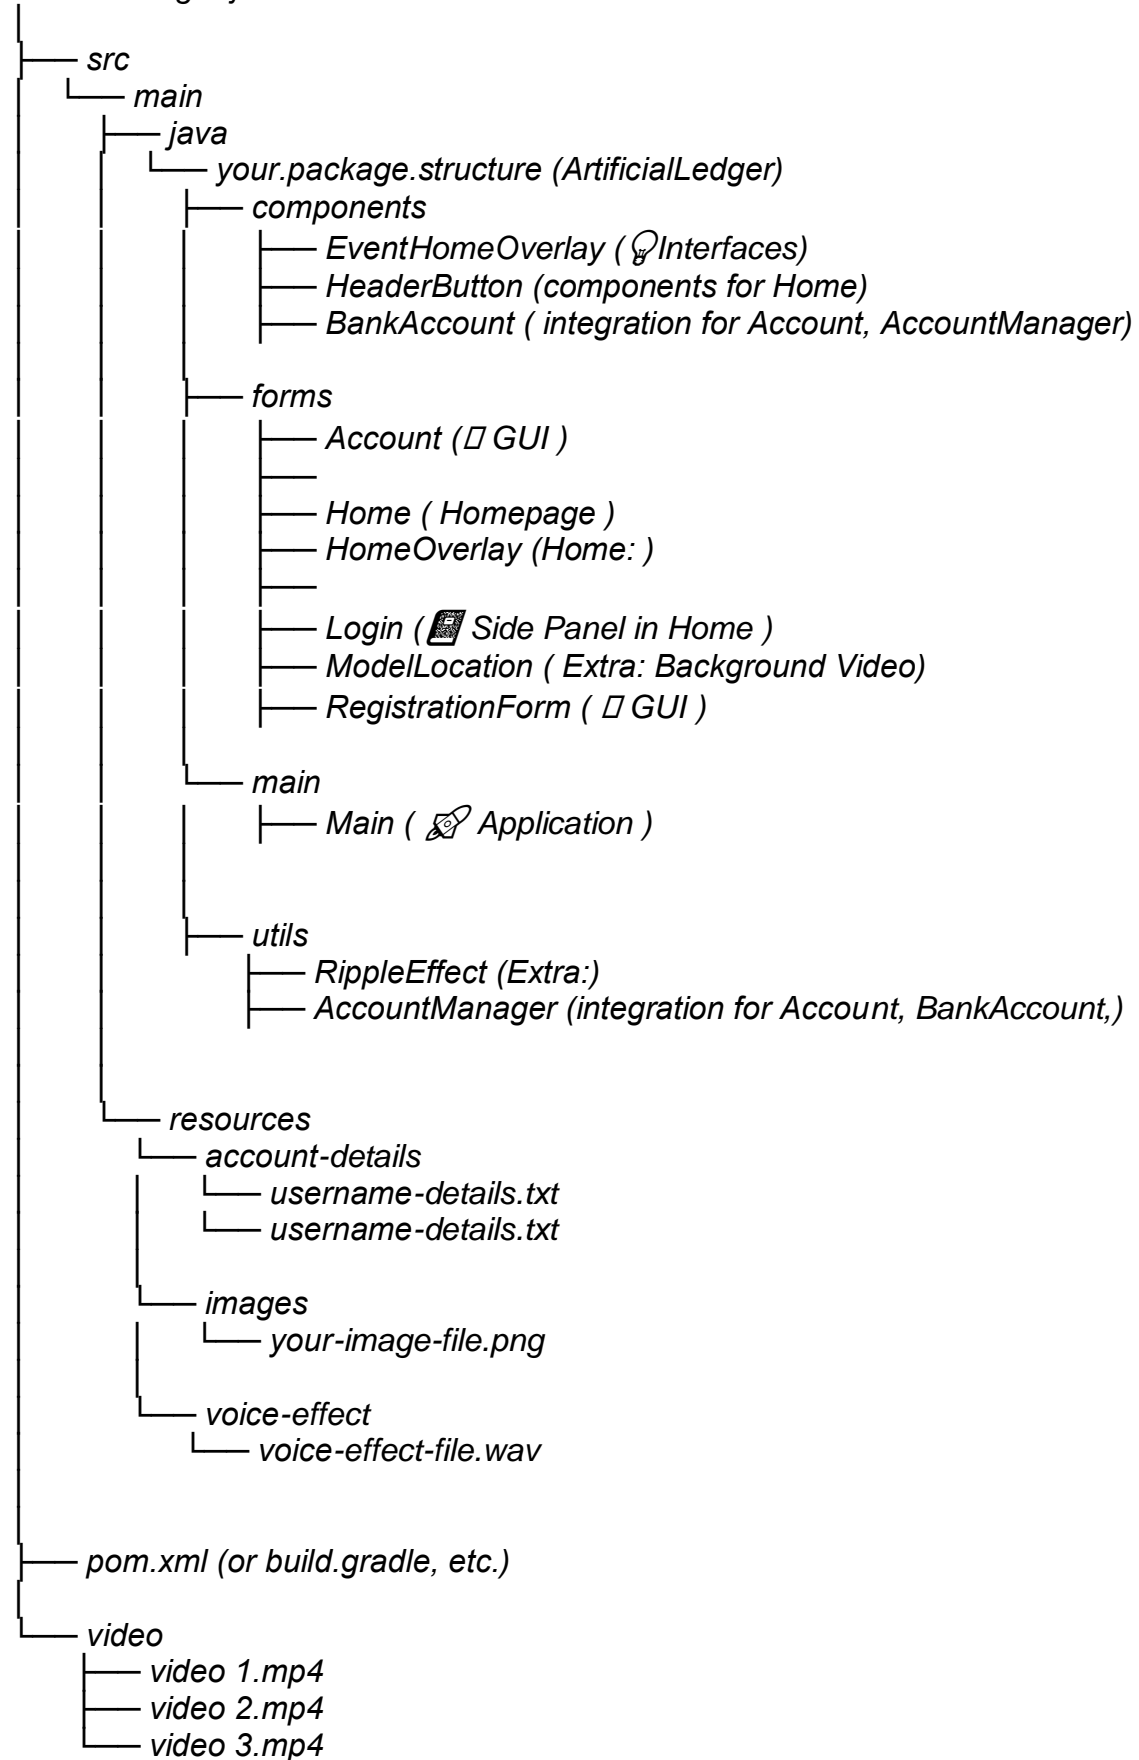 src
main
java
your.package.structure (ArtificialLedger)
components
EventHomeOverlay (💡Interfaces)
HeaderButton (components for Home)
BankAccount ( integration for Account, AccountManager)
forms
Account ( GUI )
Home ( Homepage )
HomeOverlay (Home: )
Login (📓 Side Panel in Home )
ModelLocation ( Extra: Background Video)
RegistrationForm ( GUI )
main
Main ( 🚀 Application )
utils
RippleEffect (Extra:)
AccountManager (integration for Account, BankAccount,)
resources
account-details
username-details.txt
username-details.txt
images
your-image-file.png
voice-effect
voice-effect-file.wav
pom.xml (or build.gradle, etc.)
video
video 1.mp4
video 2.mp4
video 3.mp4